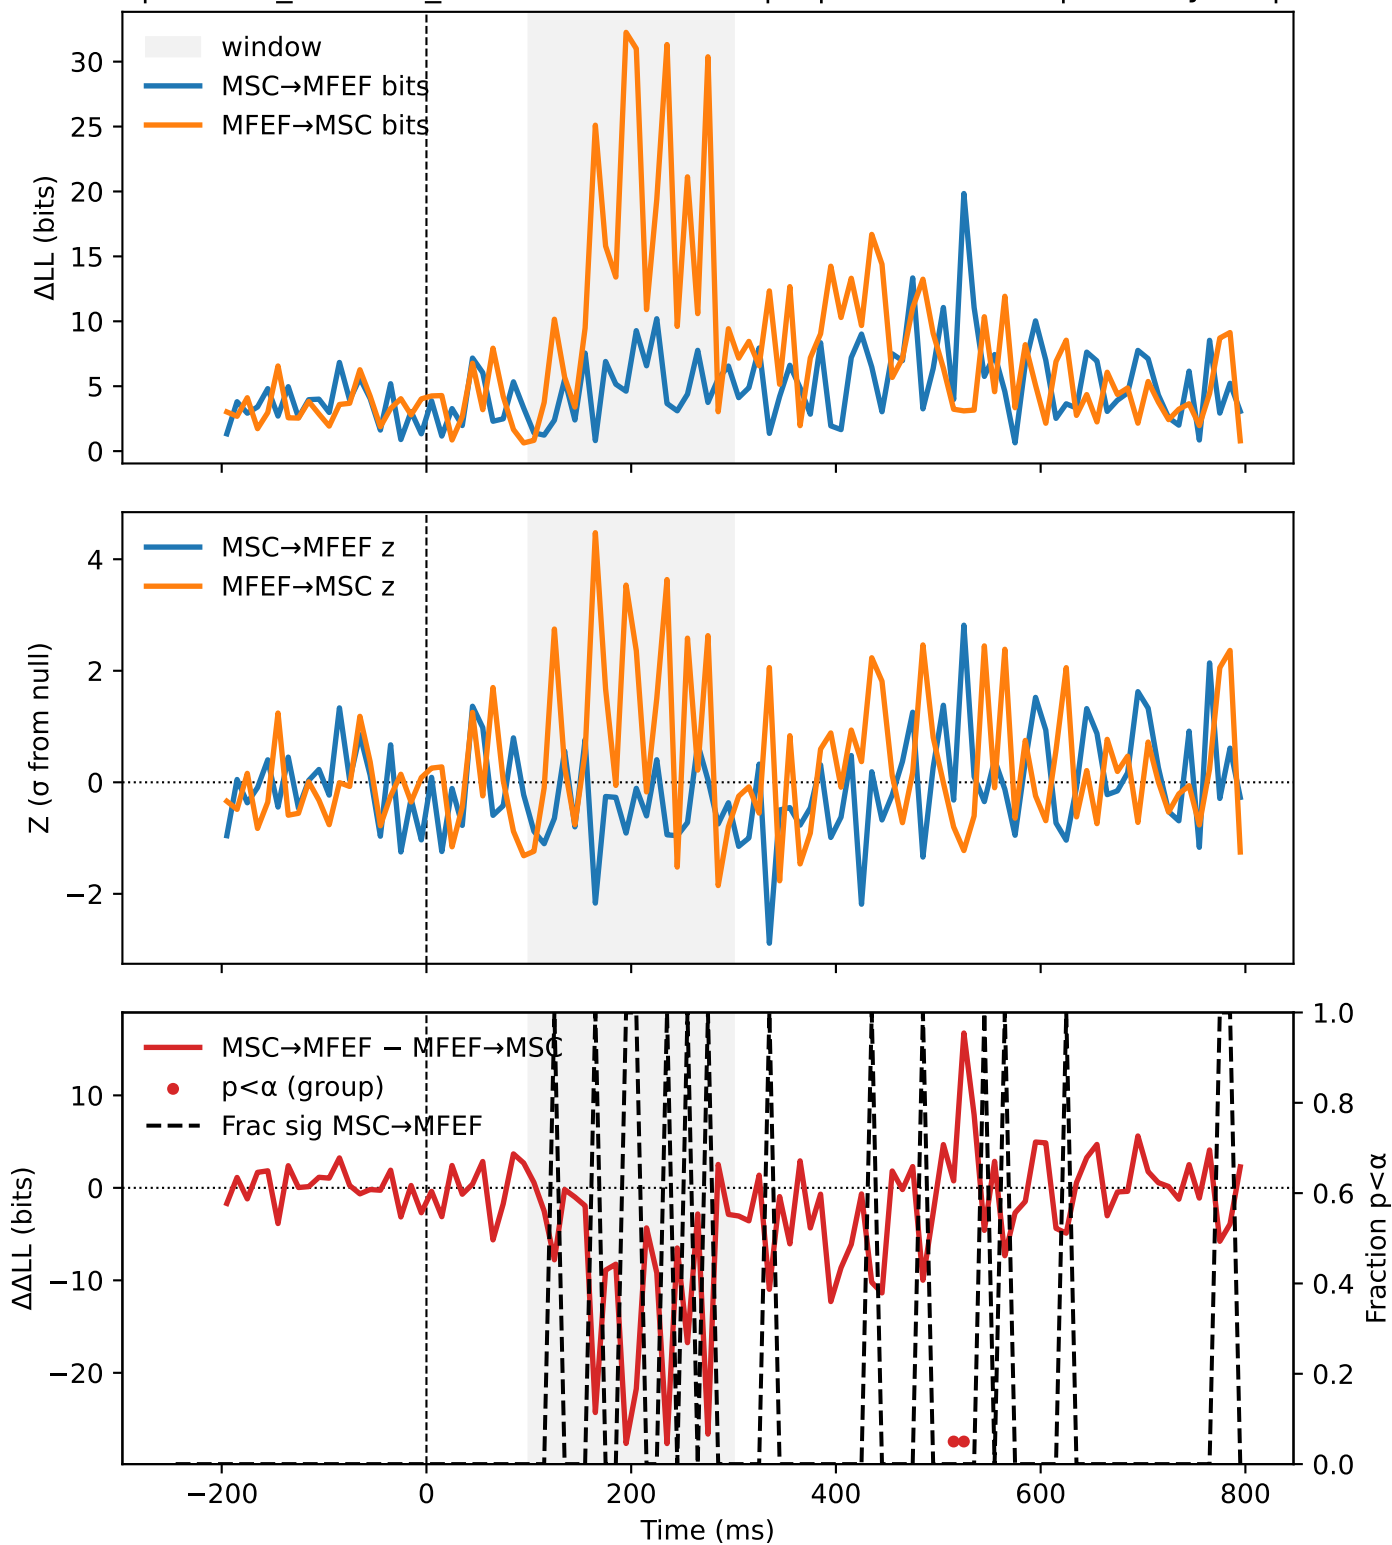 window
MSC→MFEF bits
MFEF→MSC bits
ΔLL (bits)
30
25
20
15
10
5
0
MSC→MFEF z
MFEF→MSC z
Z (σ from null)
4
2
0
−2
MSC→MFEF − MFEF→MSC
p<α (group)
Frac sig MSC→MFEF
ΔΔLL (bits)
10
0
−10
−20
1.0
0.8
0.6
0.4
0.2
0.0
Fraction p<α
−200 0 200 400 600 800
Time (ms)